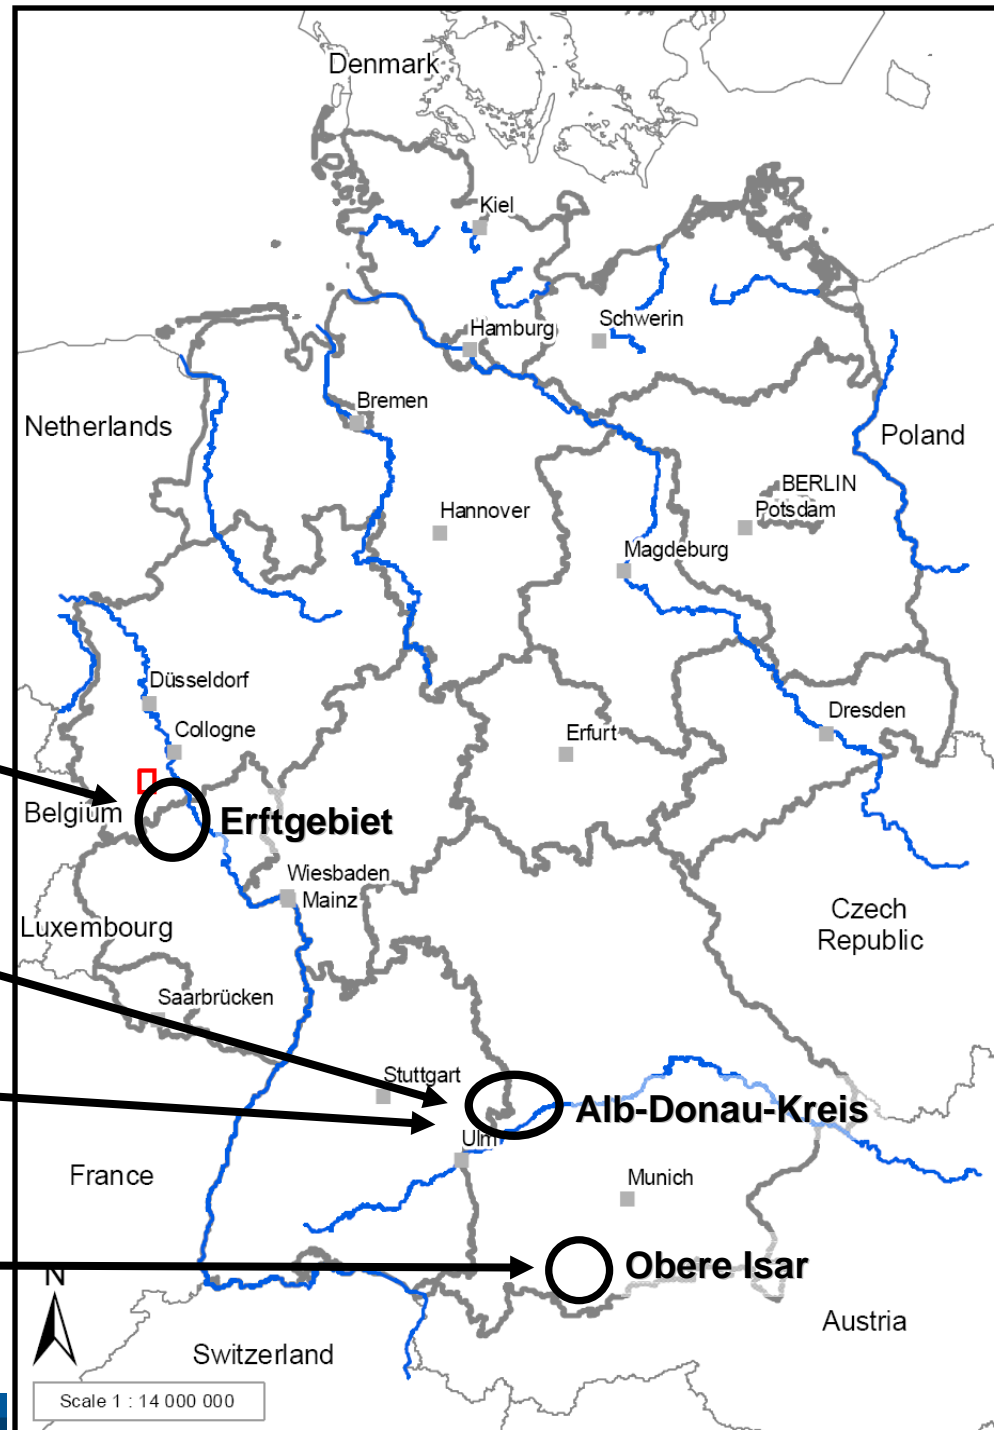 Denmark
Kiel
Hamburg
Schwerin
Bremen
Netherlands
Poland
BERLIN
Potsdam
Hannover
Magdeburg
Düsseldorf
Collogne
Erfurt
Dresden
Belgium
Erftgebiet
Wiesbaden
Mainz
Luxembourg
Czech
Republic
Saarbrücken
Stuttgart
Alb-Donau-Kreis
Ulm
France
Munich
Obere Isar
N
Austria
Switzerland
Scale 1 : 14 000 000